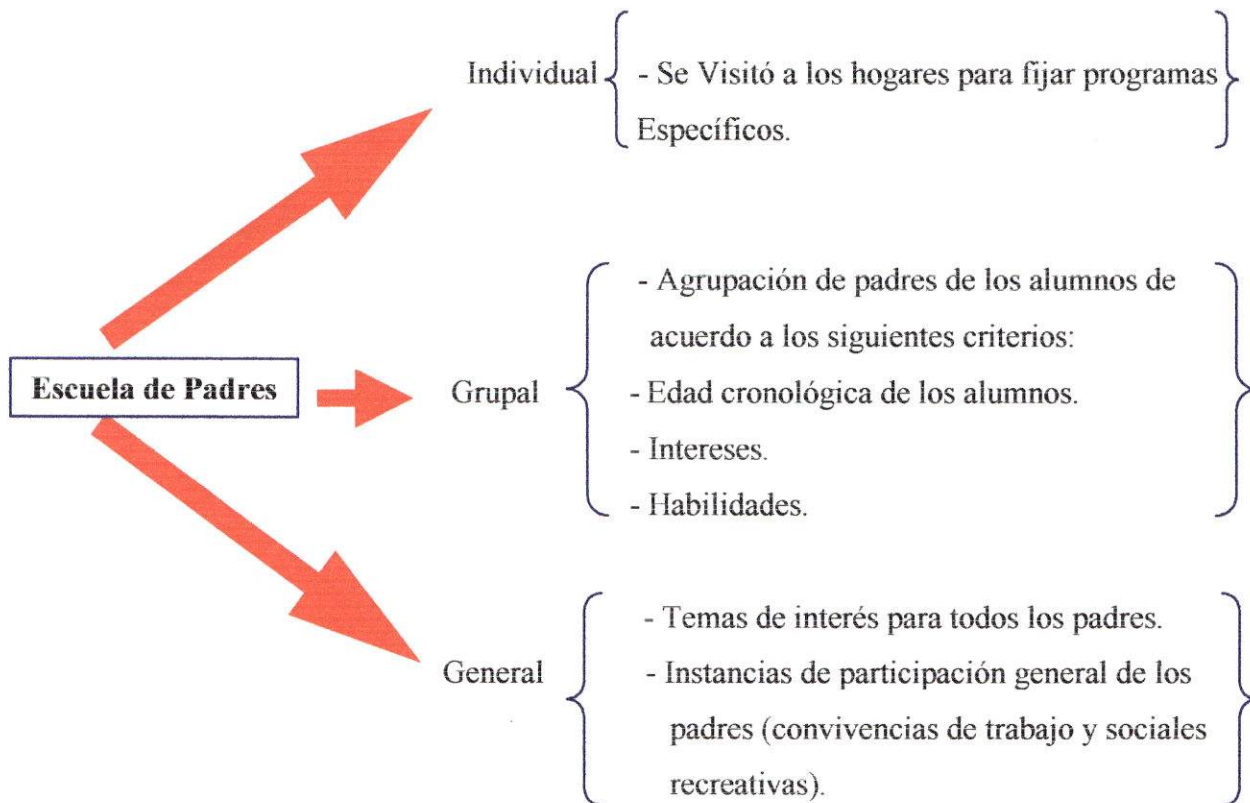 Individual
- Se Visitó a los hogares para fijar programas
Específicos.
Escuela de Padres
Grupal
- Agrupación de padres de los alumnos de
acuerdo a los siguientes criterios:
- Edad cronológica de los alumnos.
- Intereses.
- Habilidades.
General
- Temas de interés para todos los padres.
- Instancias de participación general de los
padres (convivencias de trabajo y sociales
recreativas).